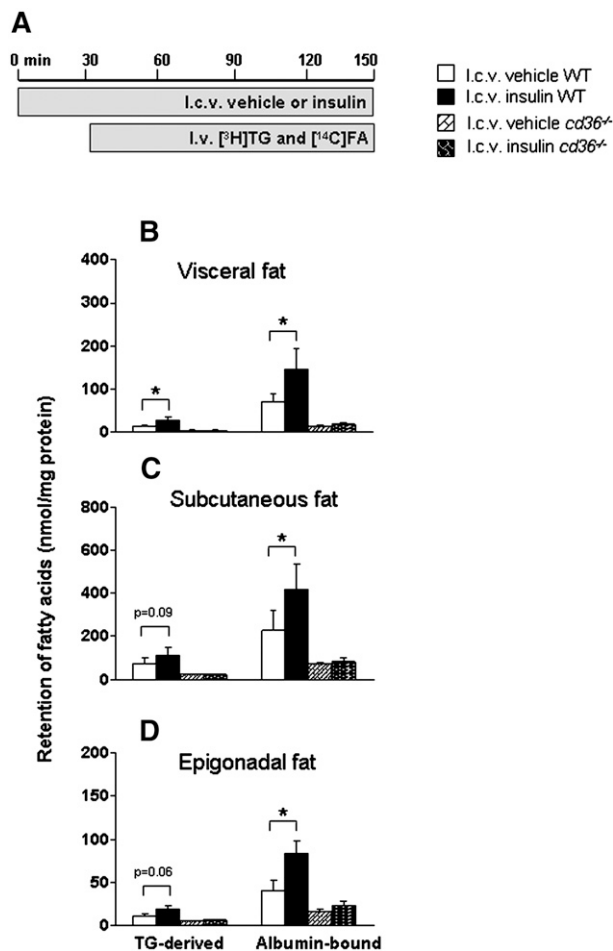 A
0 min 30 60 90 120 150
I.c.v. vehicle or insulin
I.v. [³H]TG and [¹⁴C]FA
I.c.v. vehicle WT
I.c.v. insulin WT
I.c.v. vehicle cd36-/-
I.c.v. insulin cd36-/-
Retention of fatty acids (nmol/mg protein)
B
Visceral fat
400
300
200
100
0
*
*
C
Subcutaneous fat
800
600
400
200
0
p=0.09
*
D
Epigonadal fat
200
150
100
50
0
p=0.06
*
TG-derived Albumin-bound